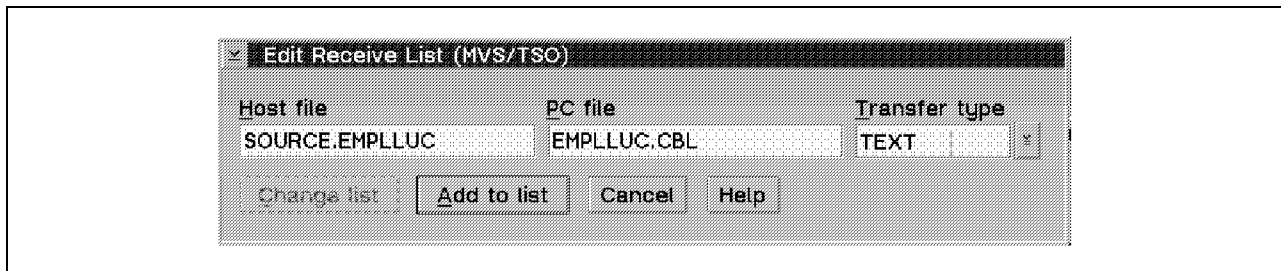 Edit Receive List (MVS/TSO)
Host file PC file Transfer type
SOURCE.EMPLLUC EMPLLUC.CBL TEXT
Change list Add to list Cancel Help